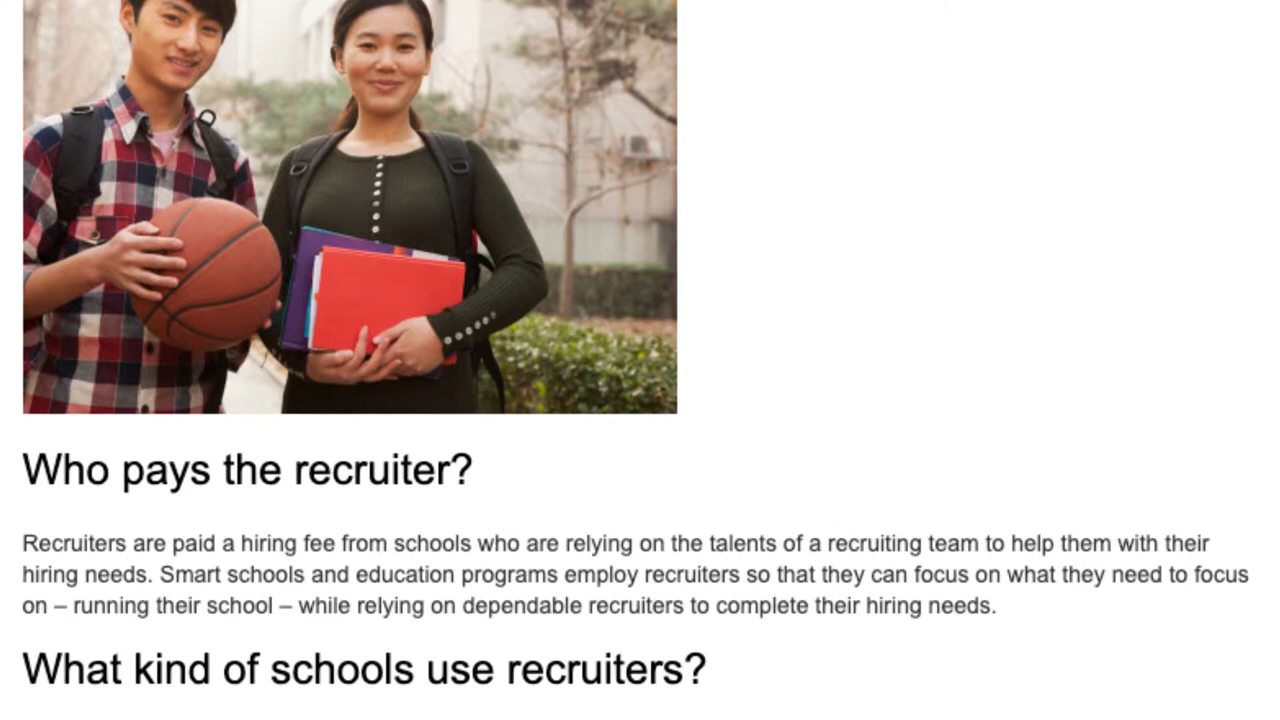 Who pays the recruiter?
Recruiters are paid a hiring fee from schools who are relying on the talents of a recruiting team to help them with their
hiring needs. Smart schools and education programs employ recruiters so that they can focus on what they need to focus
on – running their school – while relying on dependable recruiters to complete their hiring needs.
What kind of schools use recruiters?